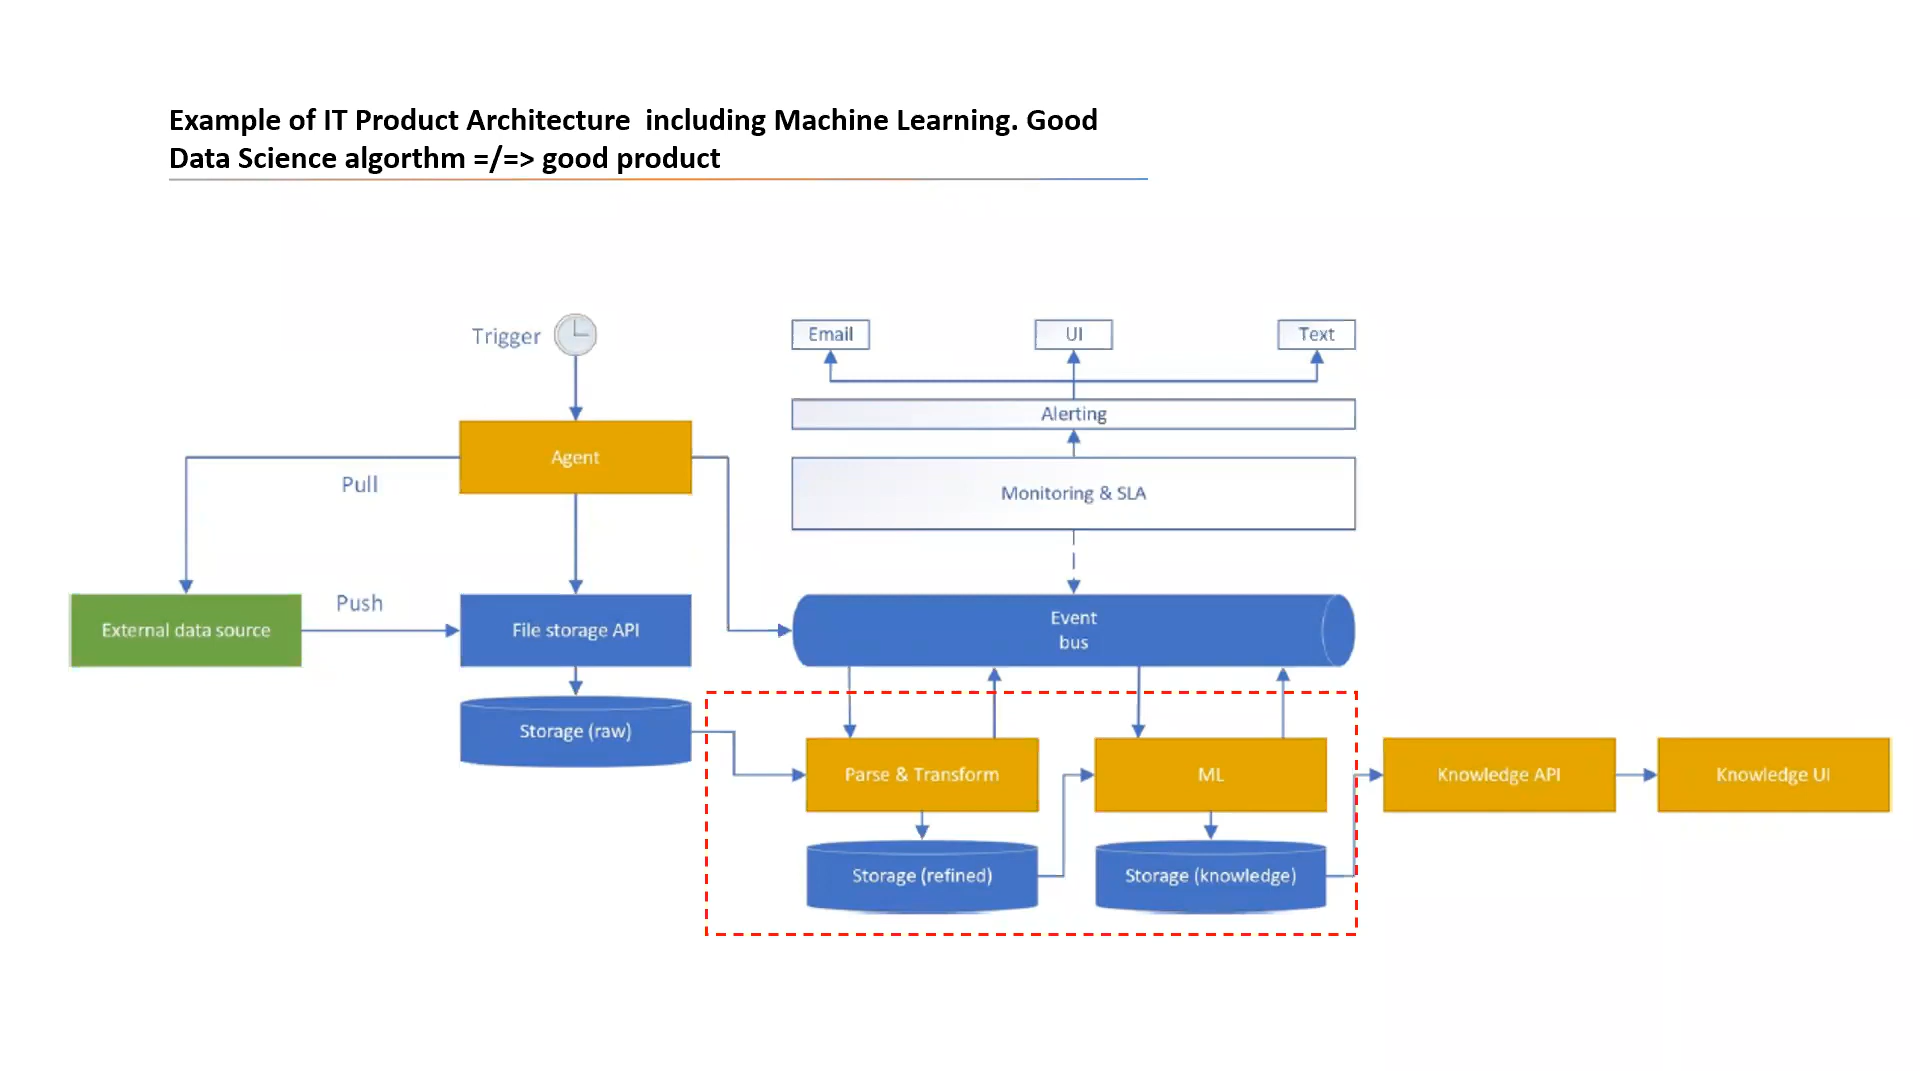 Example of IT Product Architecture  including Machine Learning. Good
Data Science algorthm =/=> good product
Trigger
Email
UI
Text
Alerting
Agent
Pull
Monitoring & SLA
Push
External data source
File storage API
Event
bus
Storage (raw)
Parse & Transform
ML
Knowledge API
Knowledge UI
Storage (refined)
Storage (knowledge)